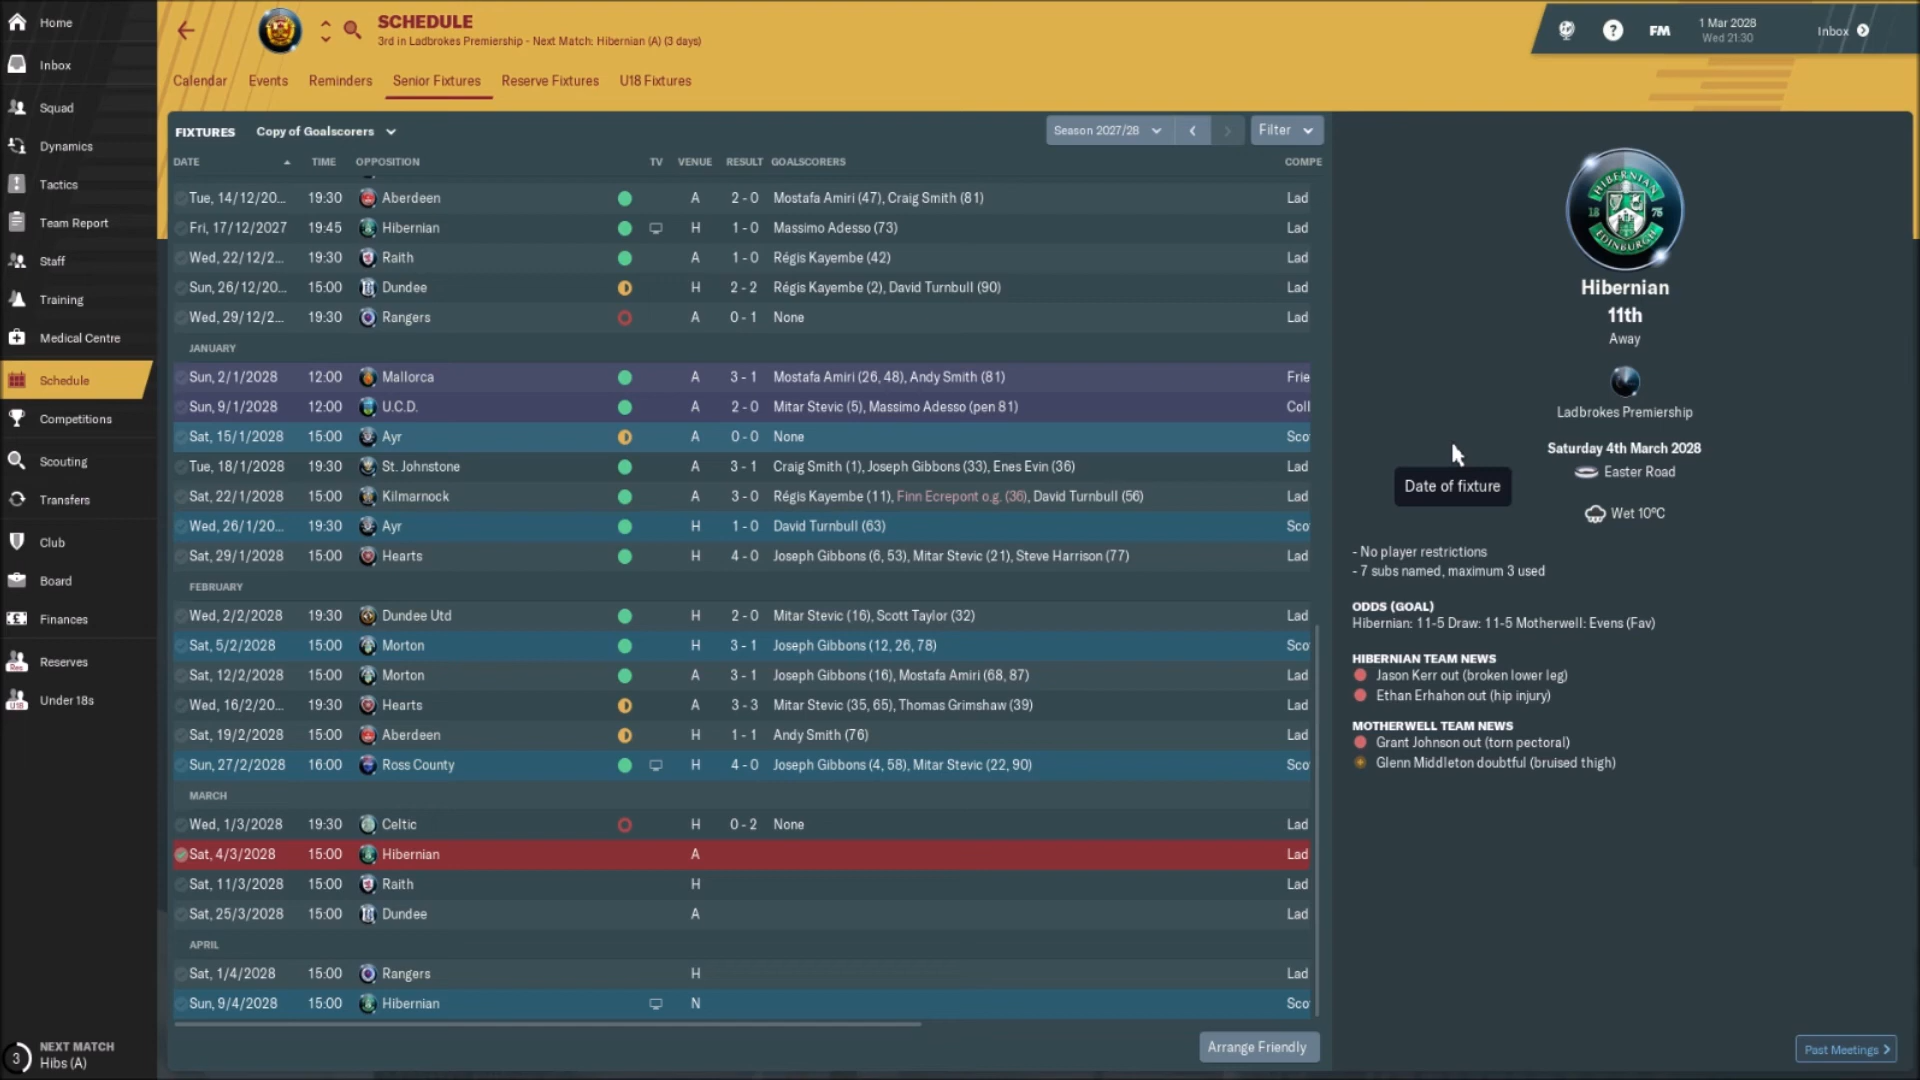 Home
Inbox
Squad
Dynamics
Tactics
Team Report
Staff
Training
Medical Centre
Schedule
Competitions
Scouting
Transfers
Club
Board
Finances
Reserves
Under 18s
3
NEXT MATCH
Hibs (A)
SCHEDULE
3rd in Ladbrokes Premiership - Next Match: Hibernian (A) (3 days)
FM
1 Mar 2028
Wed 21:30
Inbox
Calendar Events Reminders Senior Fixtures Reserve Fixtures U18 Fixtures
FIXTURES Copy of Goalscorers Season 2027/28 Filter
DATE TIME OPPOSITION TV VENUE RESULT GOALSCORERS COMPE
Tue, 14/12/20... 19:30 Aberdeen A 2 - 0 Mostafa Amiri (47), Craig Smith (81) Lad
Fri, 17/12/2027 19:45 Hibernian H 1 - 0 Massimo Adesso (73) Lad
Wed, 22/12/2... 19:30 Raith A 1 - 0 Régis Kayembe (42) Lad
Sun, 26/12/20... 15:00 Dundee H 2 - 2 Régis Kayembe (2), David Turnbull (90) Lad
Wed, 29/12/2... 19:30 Rangers A 0 - 1 None Lad
JANUARY
Sun, 2/1/2028 12:00 Mallorca A 3 - 1 Mostafa Amiri (26, 48), Andy Smith (81) Frie
Sun, 9/1/2028 12:00 U.C.D. A 2 - 0 Mitar Stevic (5), Massimo Adesso (pen 81) Coll
Sat, 15/1/2028 15:00 Ayr A 0 - 0 None Sco
Tue, 18/1/2028 19:30 St. Johnstone A 3 - 1 Craig Smith (1), Joseph Gibbons (33), Enes Evin (36) Lad
Sat, 22/1/2028 15:00 Kilmarnock A 3 - 0 Régis Kayembe (11), Finn Ecrepont o.g. (36), David Turnbull (56) Lad
Wed, 26/1/20... 19:30 Ayr H 1 - 0 David Turnbull (63) Sco
Sat, 29/1/2028 15:00 Hearts H 4 - 0 Joseph Gibbons (6, 53), Mitar Stevic (21), Steve Harrison (77) Lad
FEBRUARY
Wed, 2/2/2028 19:30 Dundee Utd H 2 - 0 Mitar Stevic (16), Scott Taylor (32) Lad
Sat, 5/2/2028 15:00 Morton H 3 - 1 Joseph Gibbons (12, 26, 78) Sco
Sat, 12/2/2028 15:00 Morton A 3 - 1 Joseph Gibbons (16), Mostafa Amiri (68, 87) Lad
Wed, 16/2/20... 19:30 Hearts A 3 - 3 Mitar Stevic (35, 65), Thomas Grimshaw (39) Lad
Sat, 19/2/2028 15:00 Aberdeen H 1 - 1 Andy Smith (76) Lad
Sun, 27/2/2028 16:00 Ross County H 4 - 0 Joseph Gibbons (4, 58), Mitar Stevic (22, 90) Sco
MARCH
Wed, 1/3/2028 19:30 Celtic H 0 - 2 None Lad
Sat, 4/3/2028 15:00 Hibernian A Lad
Sat, 11/3/2028 15:00 Raith H Lad
Sat, 25/3/2028 15:00 Dundee A Lad
APRIL
Sat, 1/4/2028 15:00 Rangers H Lad
Sun, 9/4/2028 15:00 Hibernian N Sco
Arrange Friendly
HIBERNIAN
18 75
EDINBURGH
Hibernian
11th
Away
Ladbrokes Premiership
Saturday 4th March 2028
Easter Road
Date of fixture
Wet 10ºC
- No player restrictions
- 7 subs named, maximum 3 used
ODDS (GOAL)
Hibernian: 11-5 Draw: 11-5 Motherwell: Evens (Fav)
HIBERNIAN TEAM NEWS
Jason Kerr out (broken lower leg)
Ethan Erhahon out (hip injury)
MOTHERWELL TEAM NEWS
Grant Johnson out (torn pectoral)
Glenn Middleton doubtful (bruised thigh)
Past Meetings